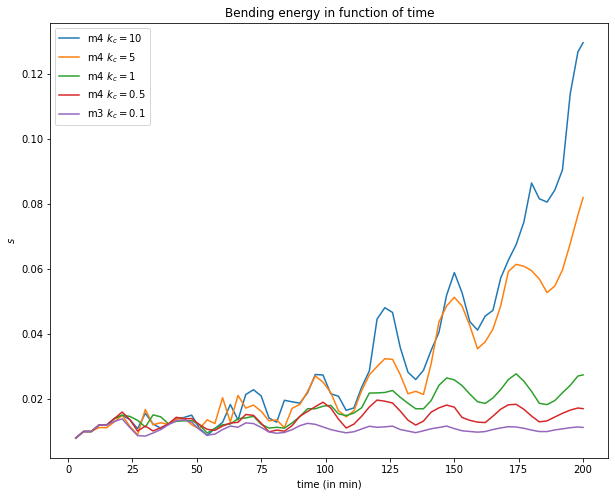 Bending energy in function of time
m4 $k_c = 10$
m4 $k_c = 5$
m4 $k_c = 1$
m4 $k_c = 0.5$
m3 $k_c = 0.1$
0.12
0.10
0.08
0.06
0.04
0.02
s
0 25 50 75 100 125 150 175 200
time (in min)